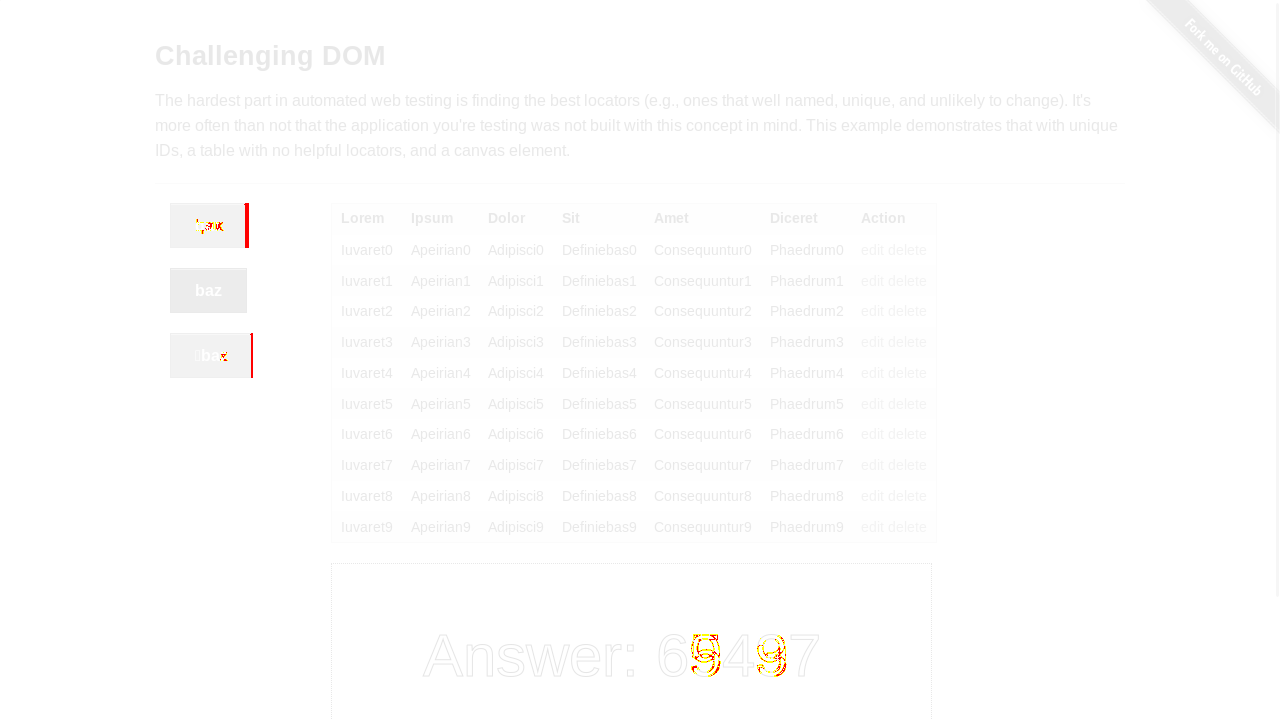 Fork me on GitHub
Challenging DOM
The hardest part in automated web testing is finding the best locators (e.g., ones that well named, unique, and unlikely to change). It's
more often than not that the application you're testing was not built with this concept in mind. This example demonstrates that with unique
IDs, a table with no helpful locators, and a canvas element.
baz
Lorem Ipsum Dolor Sit Amet Diceret Action
Iuvaret0 Apeirian0 Adipisci0 Definiebas0 Consequuntur0 Phaedrum0 edit delete
Iuvaret1 Apeirian1 Adipisci1 Definiebas1 Consequuntur1 Phaedrum1 edit delete
Iuvaret2 Apeirian2 Adipisci2 Definiebas2 Consequuntur2 Phaedrum2 edit delete
Iuvaret3 Apeirian3 Adipisci3 Definiebas3 Consequuntur3 Phaedrum3 edit delete
Iuvaret4 Apeirian4 Adipisci4 Definiebas4 Consequuntur4 Phaedrum4 edit delete
Iuvaret5 Apeirian5 Adipisci5 Definiebas5 Consequuntur5 Phaedrum5 edit delete
Iuvaret6 Apeirian6 Adipisci6 Definiebas6 Consequuntur6 Phaedrum6 edit delete
Iuvaret7 Apeirian7 Adipisci7 Definiebas7 Consequuntur7 Phaedrum7 edit delete
Iuvaret8 Apeirian8 Adipisci8 Definiebas8 Consequuntur8 Phaedrum8 edit delete
Iuvaret9 Apeirian9 Adipisci9 Definiebas9 Consequuntur9 Phaedrum9 edit delete
Answer: